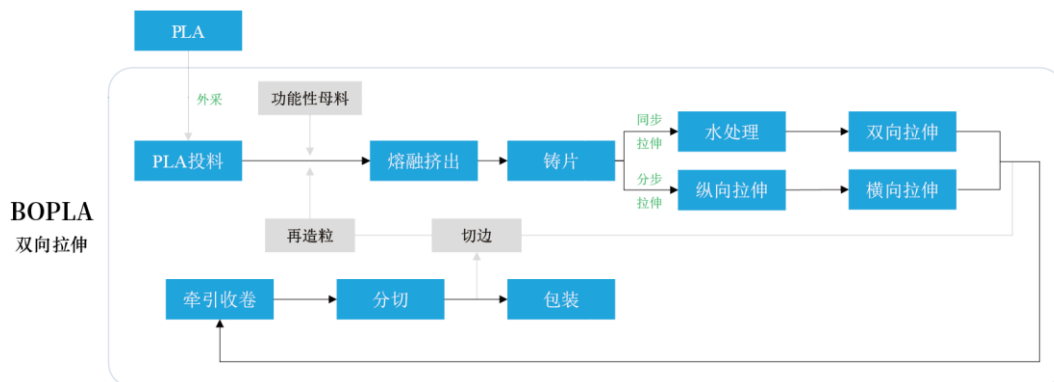 PLA
外采
功能性母料
PLA投料
熔融挤出
铸片
同步
拉伸
水处理
双向拉伸
分步
拉伸
纵向拉伸
横向拉伸
BOPLA
双向拉伸
再造粒
切边
牵引收卷
分切
包装